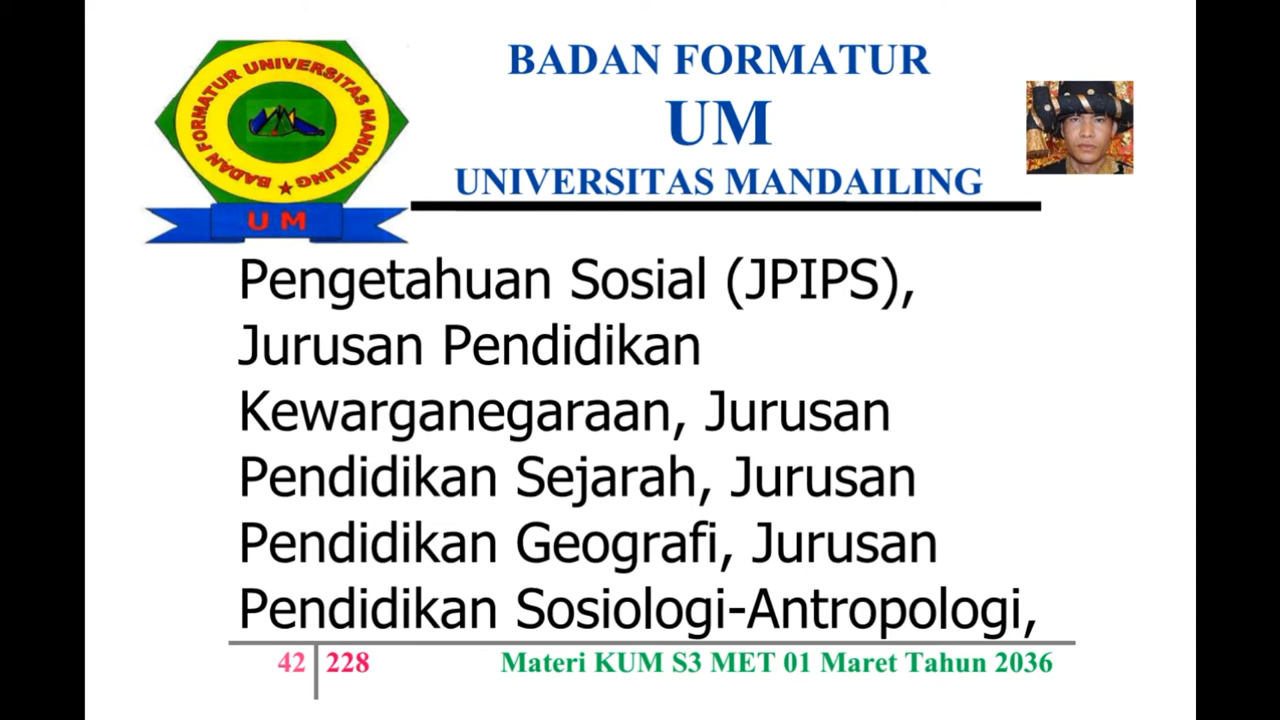 BADAN FORMATUR UNIVERSITAS MANDAILING
UM
BADAN FORMATUR
UM
UNIVERSITAS MANDAILING
Pengetahuan Sosial (JPIPS),
Jurusan Pendidikan
Kewarganegaraan, Jurusan
Pendidikan Sejarah, Jurusan
Pendidikan Geografi, Jurusan
Pendidikan Sosiologi-Antropologi,
42 228 Materi KUM S3 MET 01 Maret Tahun 2036